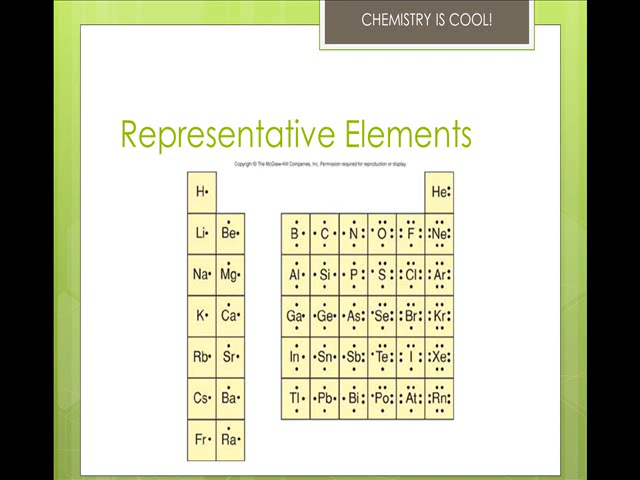 CHEMISTRY IS COOL!
Representative Elements
Copyright © The McGraw-Hill Companies, Inc. Permission required for reproduction or display.
H He
Li Be B C N O F Ne
Na Mg Al Si P S Cl Ar
K Ca Ga Ge As Se Br Kr
Rb Sr In Sn Sb Te I Xe
Cs Ba Tl Pb Bi Po At Rn
Fr Ra